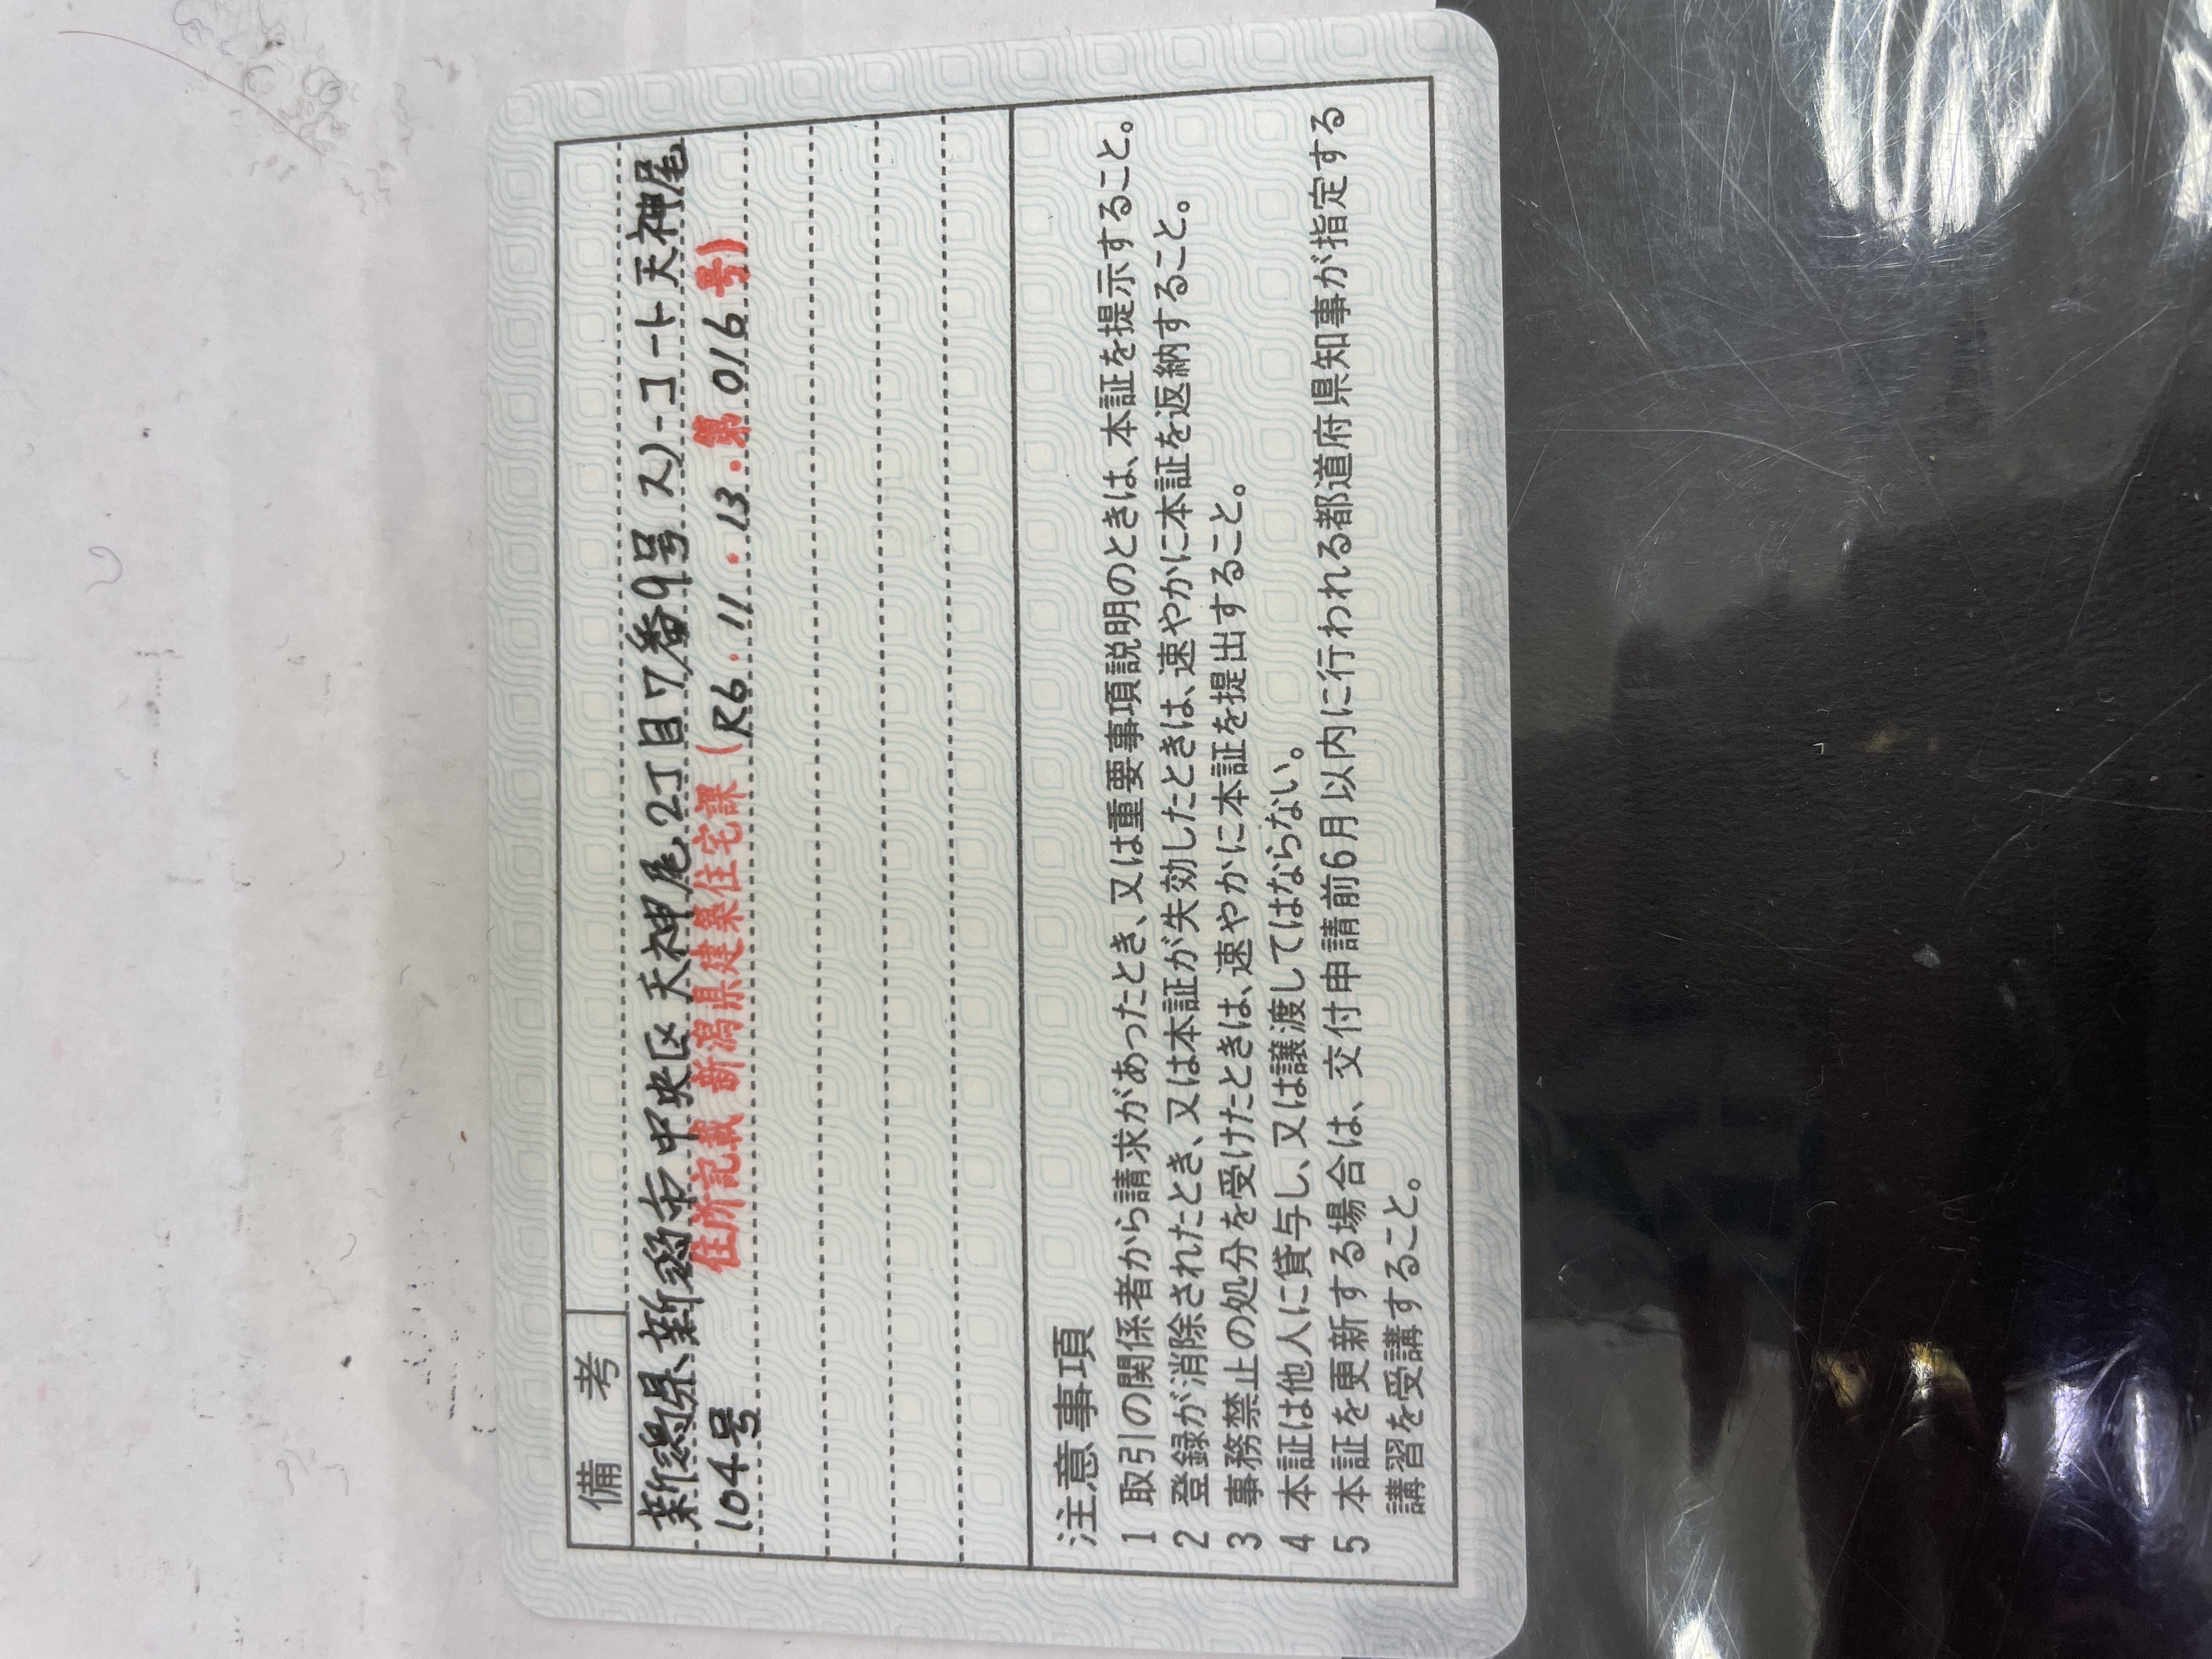 備考
新潟県新潟市中央区天神尾2丁目7番9号 スノーコート天神尾
104号 住所記載 新潟県建築住宅課(R6.11.13.第016号)
注意事項
1 取引の関係者から請求があったとき、又は重要事項説明のときは、本証を提示すること。
2 登録が消除されたとき、又は本証が失効したときは、速やかに本証を返納すること。
3 事務禁止の処分を受けたときは、速やかに本証を提出すること。
4 本証は他人に貸与し、又は譲渡してはならない。
5 本証を更新する場合は、交付申請前6月以内に行われる都道府県知事が指定する
講習を受講すること。